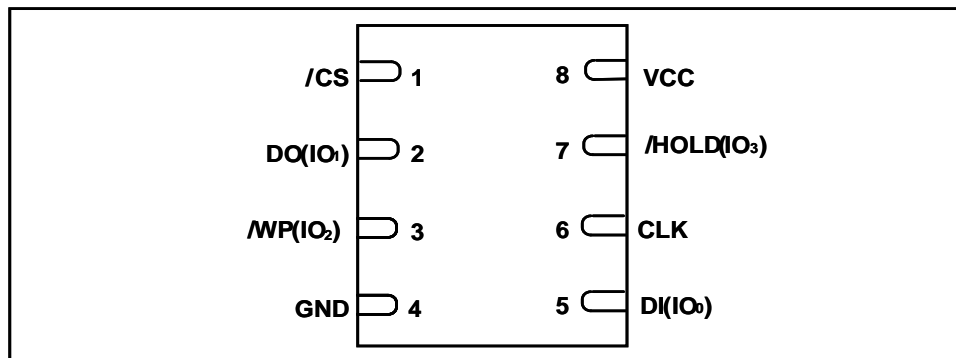 /CS 1 8 VCC
DO(IO₁) 2 7 /HOLD(IO₃)
/WP(IO₂) 3 6 CLK
GND 4 5 DI(IO₀)